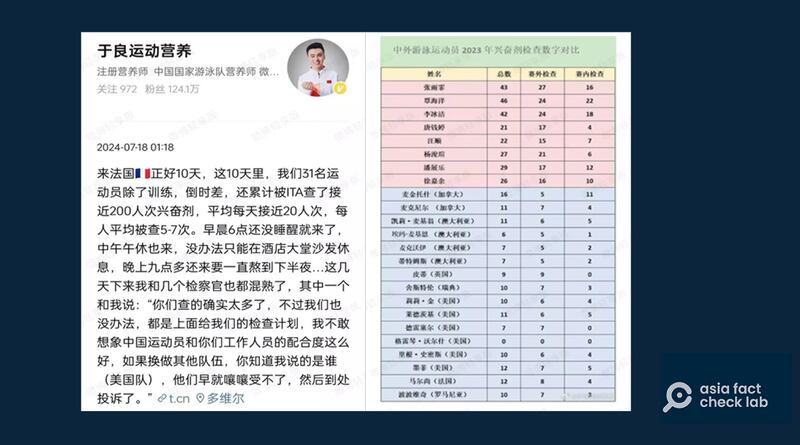 于良运动营养
注册营养师 中国国家游泳队营养师 微...
关注 972 粉丝 124.1万
2024-07-18 01:18
来法国🇫🇷正好10天，这10天里，我们31名运
动员除了训练，倒时差，还累计被ITA查了接
近200人次兴奋剂，平均每天接近20人次，每
人平均被查5-7次。早晨6点还没睡醒就来了，
中午午休也来，没办法只能在酒店大堂沙发休
息，晚上九点多还来要一直熬到下半夜...这几
天下来我和几个检察官也都混熟了，其中一个
和我说：“你们查的确实太多了，不过我们也
没办法，都是上面给我们的检查计划，我不敢
想象中国运动员和你们工作人员的配合度这么
好，如果换做其他队伍，你知道我说的是谁
（美国队），他们早就嚷嚷受不了，然后到处
投诉了。” t.cn 多维尔
中外游泳运动员 2023 年兴奋剂检查数字对比
姓名 总数 赛外检查 赛内检查
张雨霏 43 27 16
覃海洋 46 24 22
李冰洁 42 24 18
唐钱婷 21 17 4
汪顺 22 15 7
杨浚瑄 27 21 6
潘展乐 29 17 12
徐嘉余 26 16 10
麦金托什（加拿大） 16 5 11
麦克尼尔（加拿大） 11 7 4
凯莉·麦基翁（澳大利亚） 11 6 5
埃玛·麦基恩（澳大利亚） 6 5 1
麦克沃伊（澳大利亚） 7 5 2
蒂特姆斯（澳大利亚） 7 5 2
皮蒂（英国） 9 9 0
舍斯特伦（瑞典） 10 7 3
莉莉·金（美国） 10 6 4
莱德茨基（美国） 11 6 5
德雷塞尔（美国） 7 7 0
格雷琴·沃尔什（美国） 0 0 0
里根·史密斯（美国） 10 6 4
墨菲（美国） 12 7 5
马尔尚（法国） 12 8 4
波波维奇（罗马尼亚） 10 7 3
asia fact
check lab